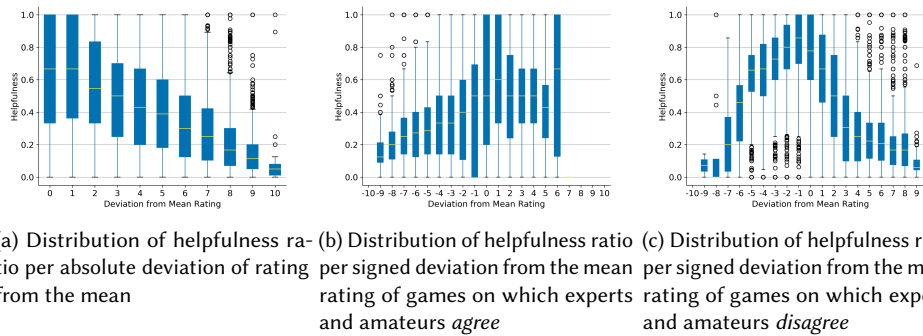 1.0
0.8
0.6
0.4
0.2
0.0
Helpfulness
0 1 2 3 4 5 6 7 8 9 10
Deviation from Mean Rating
1.0
0.8
0.6
0.4
0.2
0.0
Helpfulness
-10 -9 -8 -7 -6 -5 -4 -3 -2 -1 0 1 2 3 4 5 6 7 8 9 10
Deviation from Mean Rating
1.0
0.8
0.6
0.4
0.2
0.0
Helpfulness
-10 -9 -8 -7 -6 -5 -4 -3 -2 -1 0 1 2 3 4 5 6 7 8 9
Deviation from Mean Rating
a) Distribution of helpfulness ra-
tio per absolute deviation of rating
from the mean
(b) Distribution of helpfulness ratio
per signed deviation from the mean
rating of games on which experts
and amateurs agree
(c) Distribution of helpfulness r
per signed deviation from the m
rating of games on which expe
and amateurs disagree